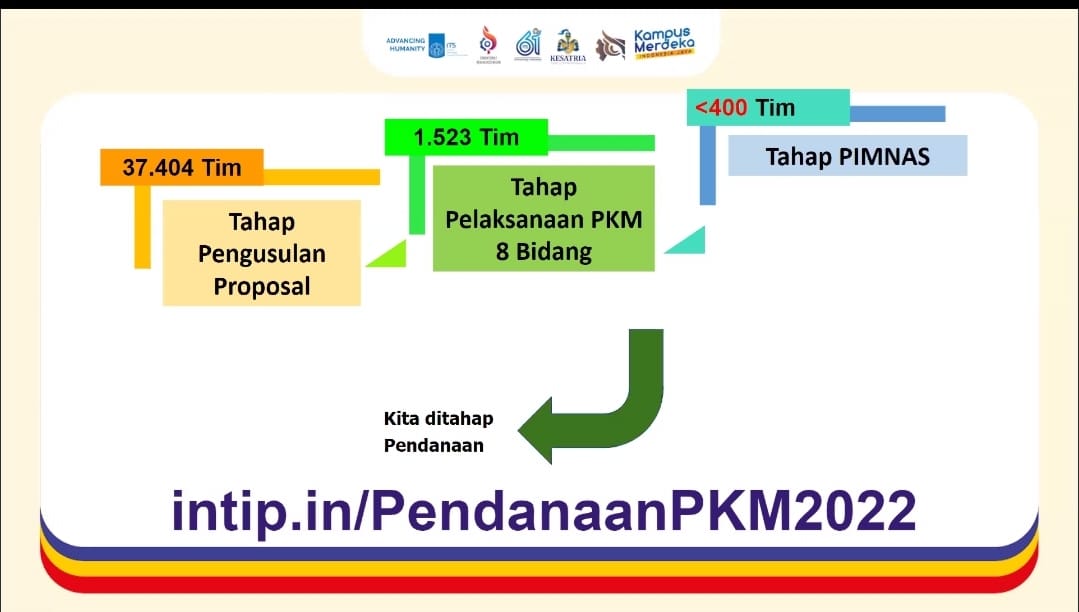 ADVANCING
HUMANITY
ITS
KESATRIA
Kampus
Merdeka
INDONESIA JAYA
37.404 Tim
Tahap
Pengusulan
Proposal
1.523 Tim
Tahap
Pelaksanaan PKM
8 Bidang
<400 Tim
Tahap PIMNAS
Kita ditahap
Pendanaan
intip.in/PendanaanPKM2022